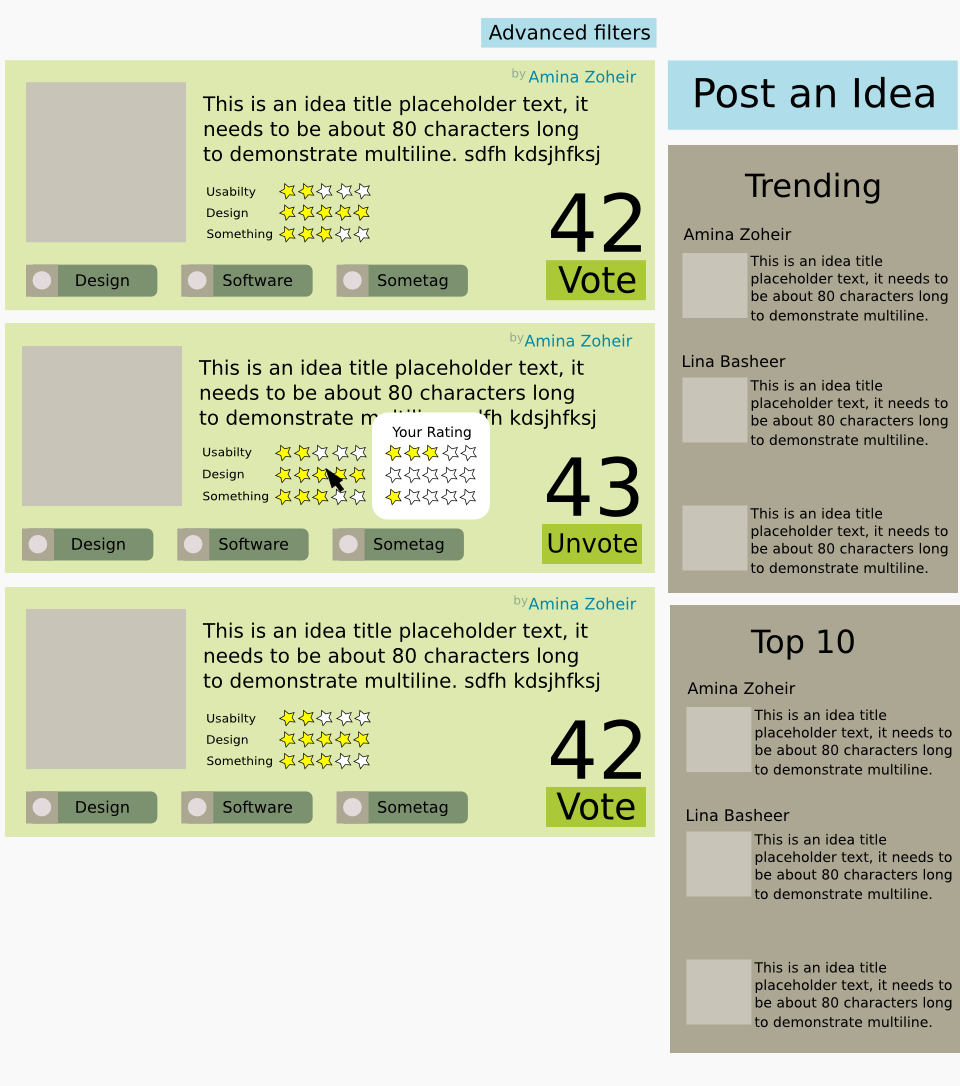 Advanced filters
by Amina Zoheir
This is an idea title placeholder text, it
needs to be about 80 characters long
to demonstrate multiline. sdfh kdsjhfksj
Usabilty
Design
Something
42
Vote
Design Software Sometag
by Amina Zoheir
This is an idea title placeholder text, it
needs to be about 80 characters long
to demonstrate kdsjhfksj
Your Rating
Usabilty
Design
Something
43
Unvote
Design Software Sometag
by Amina Zoheir
This is an idea title placeholder text, it
needs to be about 80 characters long
to demonstrate multiline. sdfh kdsjhfksj
Usabilty
Design
Something
42
Vote
Design Software Sometag
Post an Idea
Trending
Amina Zoheir
This is an idea title
placeholder text, it needs to
be about 80 characters long
to demonstrate multiline.
Lina Basheer
This is an idea title
placeholder text, it needs to
be about 80 characters long
to demonstrate multiline.
This is an idea title
placeholder text, it needs to
be about 80 characters long
to demonstrate multiline.
Top 10
Amina Zoheir
This is an idea title
placeholder text, it needs to
be about 80 characters long
to demonstrate multiline.
Lina Basheer
This is an idea title
placeholder text, it needs to
be about 80 characters long
to demonstrate multiline.
This is an idea title
placeholder text, it needs to
be about 80 characters long
to demonstrate multiline.